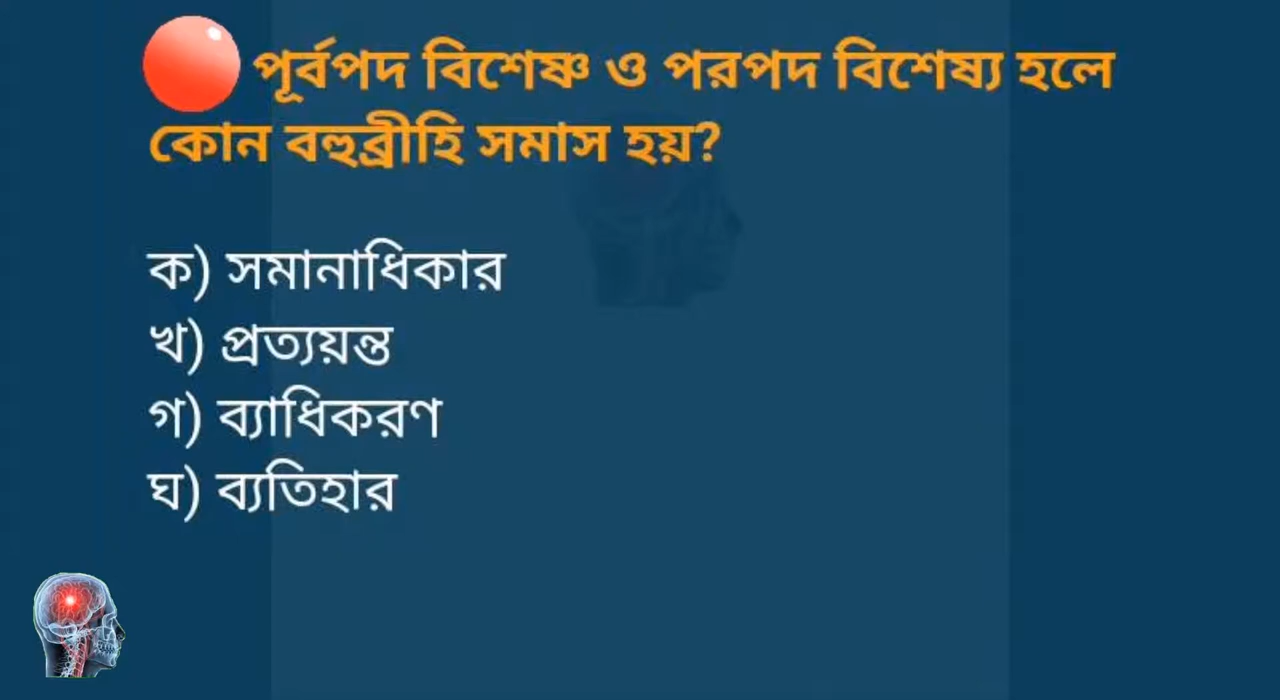 পূর্বপদ বিশেষ্ণ ও পরপদ বিশেষ্য হলে
কোন বহুব্রীহি সমাস হয়?
ক) সমানাধিকার
খ) প্রত্যয়ন্ত
গ) ব্যাধিকরণ
ঘ) ব্যতিহার